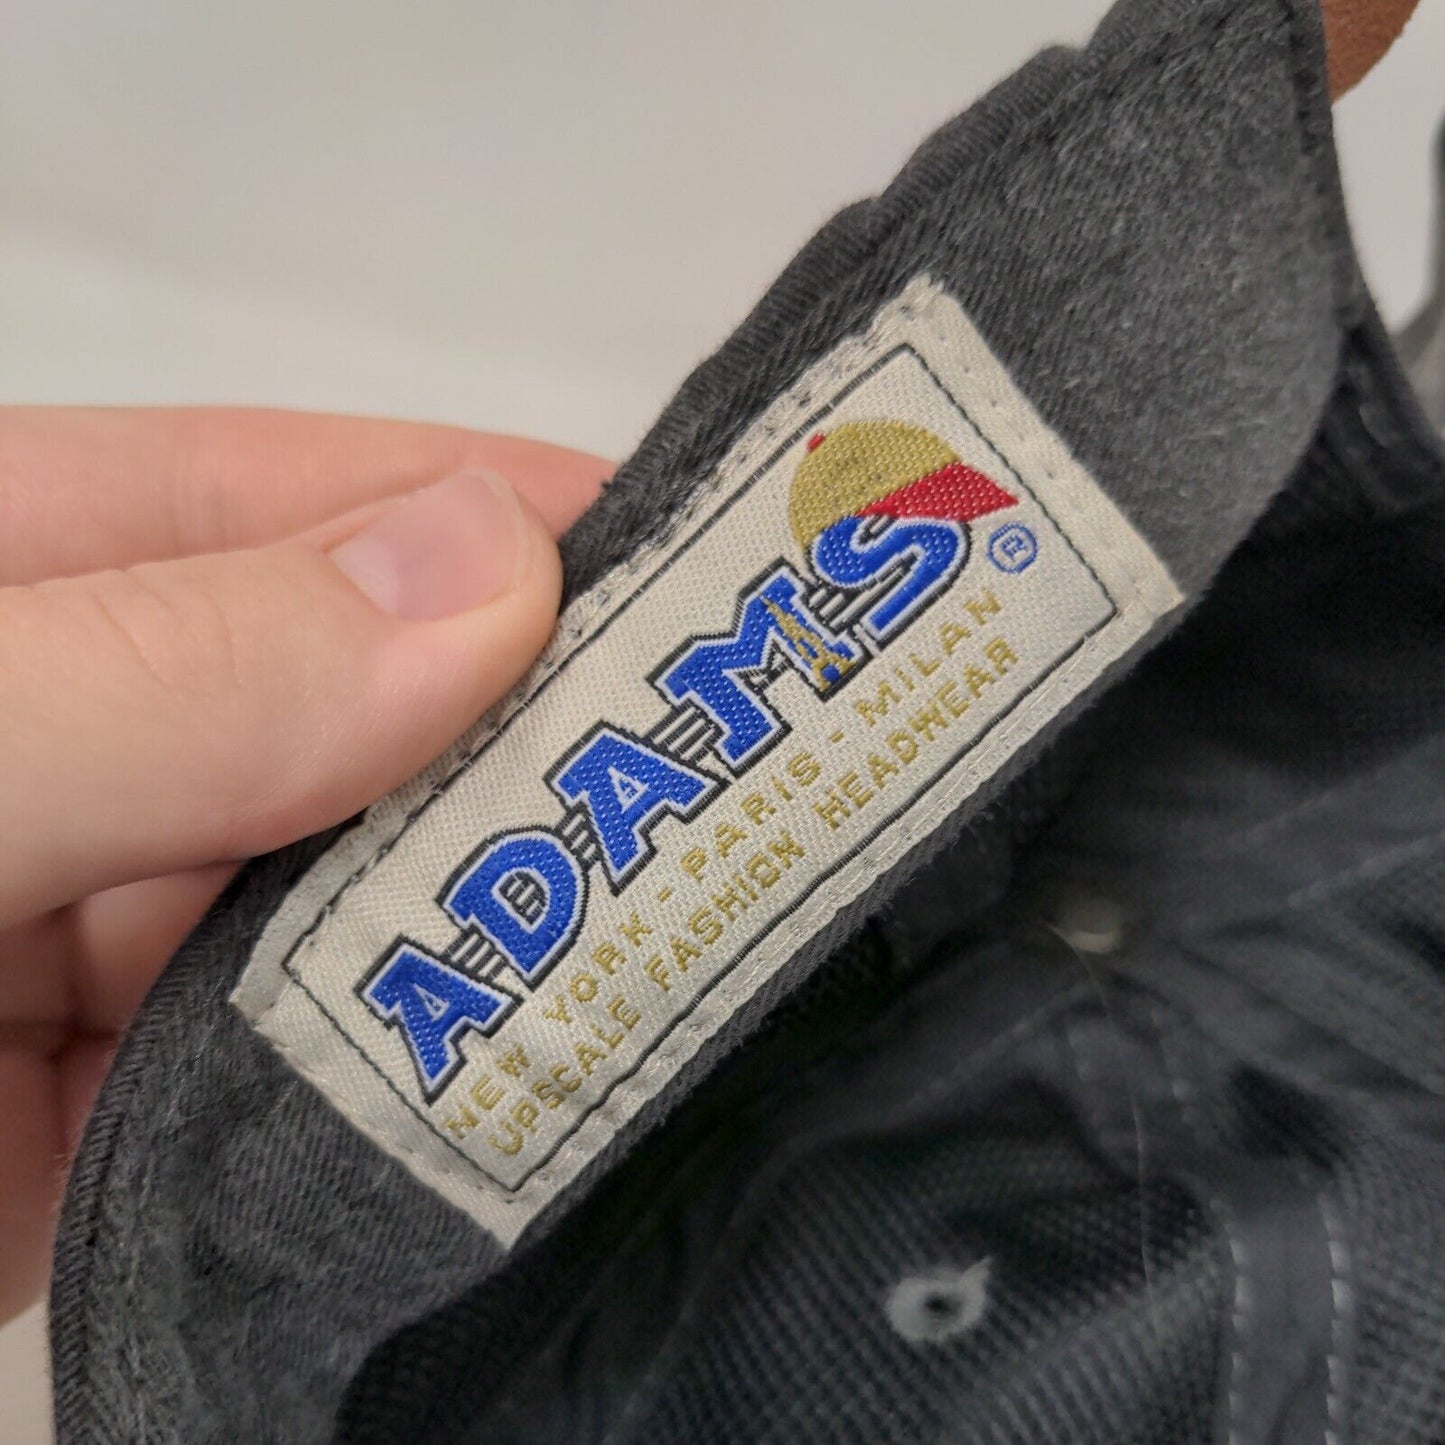 ADAMS ®
NEW YORK - PARIS - MILAN
UPSCALE FASHION HEADWEAR